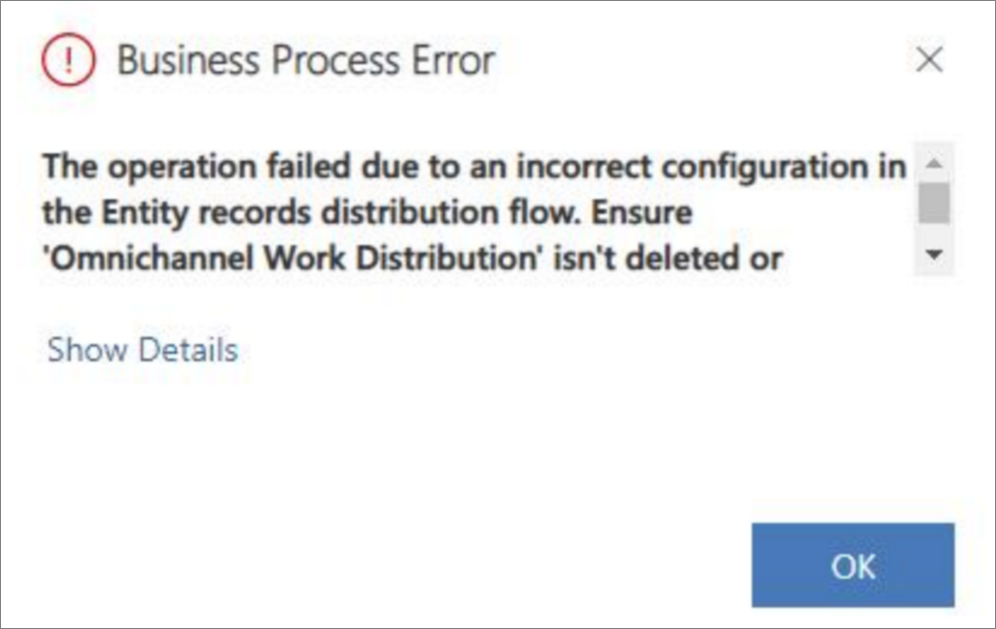 Business Process Error
The operation failed due to an incorrect configuration in
the Entity records distribution flow. Ensure
'Omnichannel Work Distribution' isn't deleted or
Show Details
OK